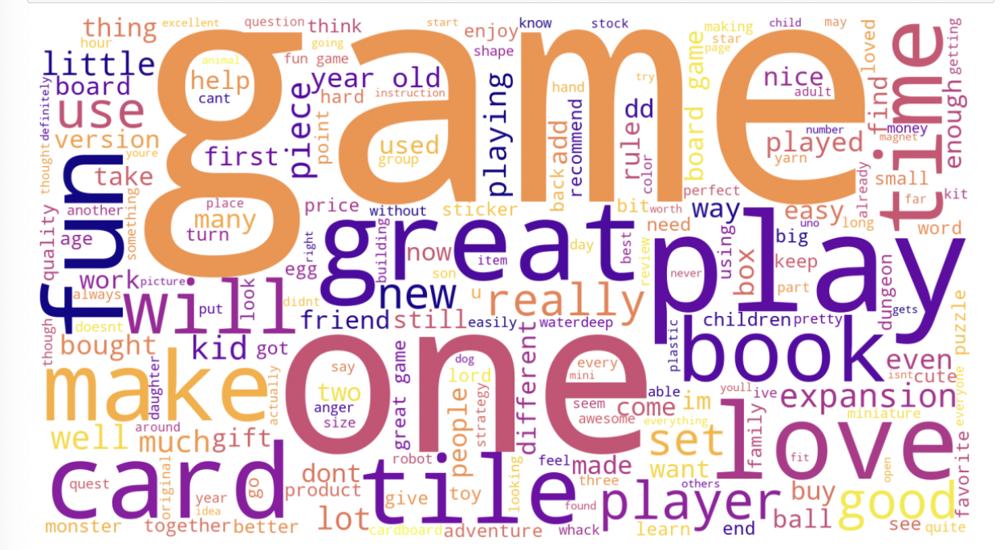 thing
excellent
question
think
start
enjoy
know
stock
making
child
may
loved
getting
hour
little
going
shape
star
page
board game
time
animal
fun game
game
definitely
board
help
cant
year old
piece
hard
instruction
playing
hand
try
dd
nice
adult
find
enough
use
point
add
back
recommend
rule
color
number
money
magnet
version
youre
first
used
group
played
yarn
already
small
thought
fun
take
place
many
turn
price
without
sticker
bit
worth
perfect
way
easy
far
kit
another
something
need
long
word
quality
age
right
egg
great
building
now
item
son
day
best
review
uno
big
using
box
keep
play
work
picture
always
will
put
look
didnt
new
u
really
never
part
dungeon
gets
puzzle
though
doesnt
friend
still
easily
waterdeep
plastic
children
pretty
bought
kid
got
one
great game
dog
different
every
mini
book
even
isnt
cute
everyone
make
daughter
actually
say
two
anger
size
lord
people
strategy
seem
awesome
come
able
im
youll
ive
expansion
everything
miniature
well
around
much
gift
set
family
love
fit
open
favorite
card
quest
original
year
idea
go
dont
product
robot
tile
give
toy
looking
feel
made
three
found
want
others
player
buy
ball
good
monster
together
better
lot
cardboard
adventure
whack
learn
end
see
quite